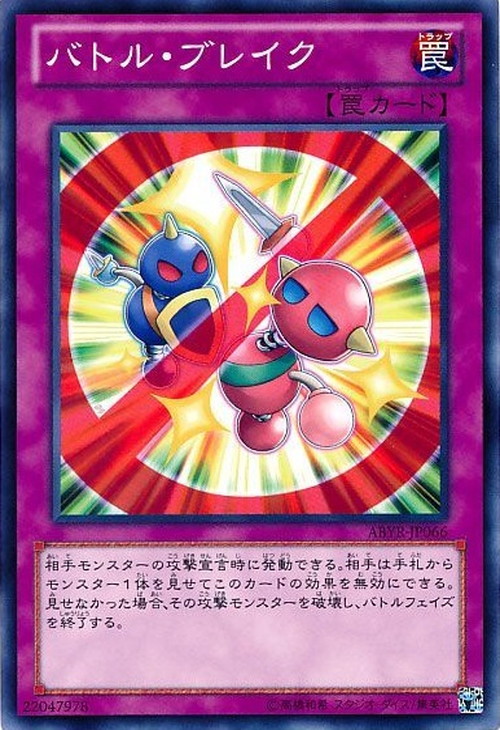 バトル・ブレイク
トラップ
罠
【罠カード】
ABYR-JP066
相手モンスターの攻撃宣言時に発動できる。相手は手札から
モンスター1体を見せてこのカードの効果を無効にできる。
見せなかった場合、その攻撃モンスターを破壊し、バトルフェイズ
を終了する。
22047978
©高橋和希 スタジオ・ダイス/集英社